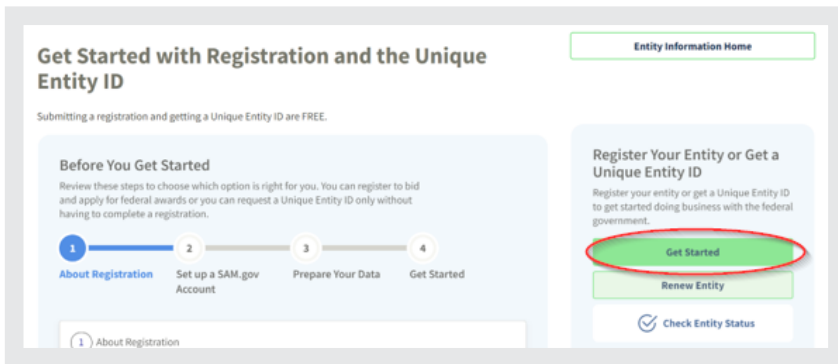 Get Started with Registration and the Unique
Entity ID
Submitting a registration and getting a Unique Entity ID are FREE.
Before You Get Started
Review these steps to choose which option is right for you. You can register to bid
and apply for federal awards or you can request a Unique Entity ID only without
having to complete a registration.
1
2
3
4
About Registration
Set up a SAM.gov
Account
Prepare Your Data
Get Started
1 About Registration
Entity Information Home
Register Your Entity or Get a
Unique Entity ID
Register your entity or get a Unique Entity ID
to get started doing business with the federal
government.
Get Started
Renew Entity
Check Entity Status